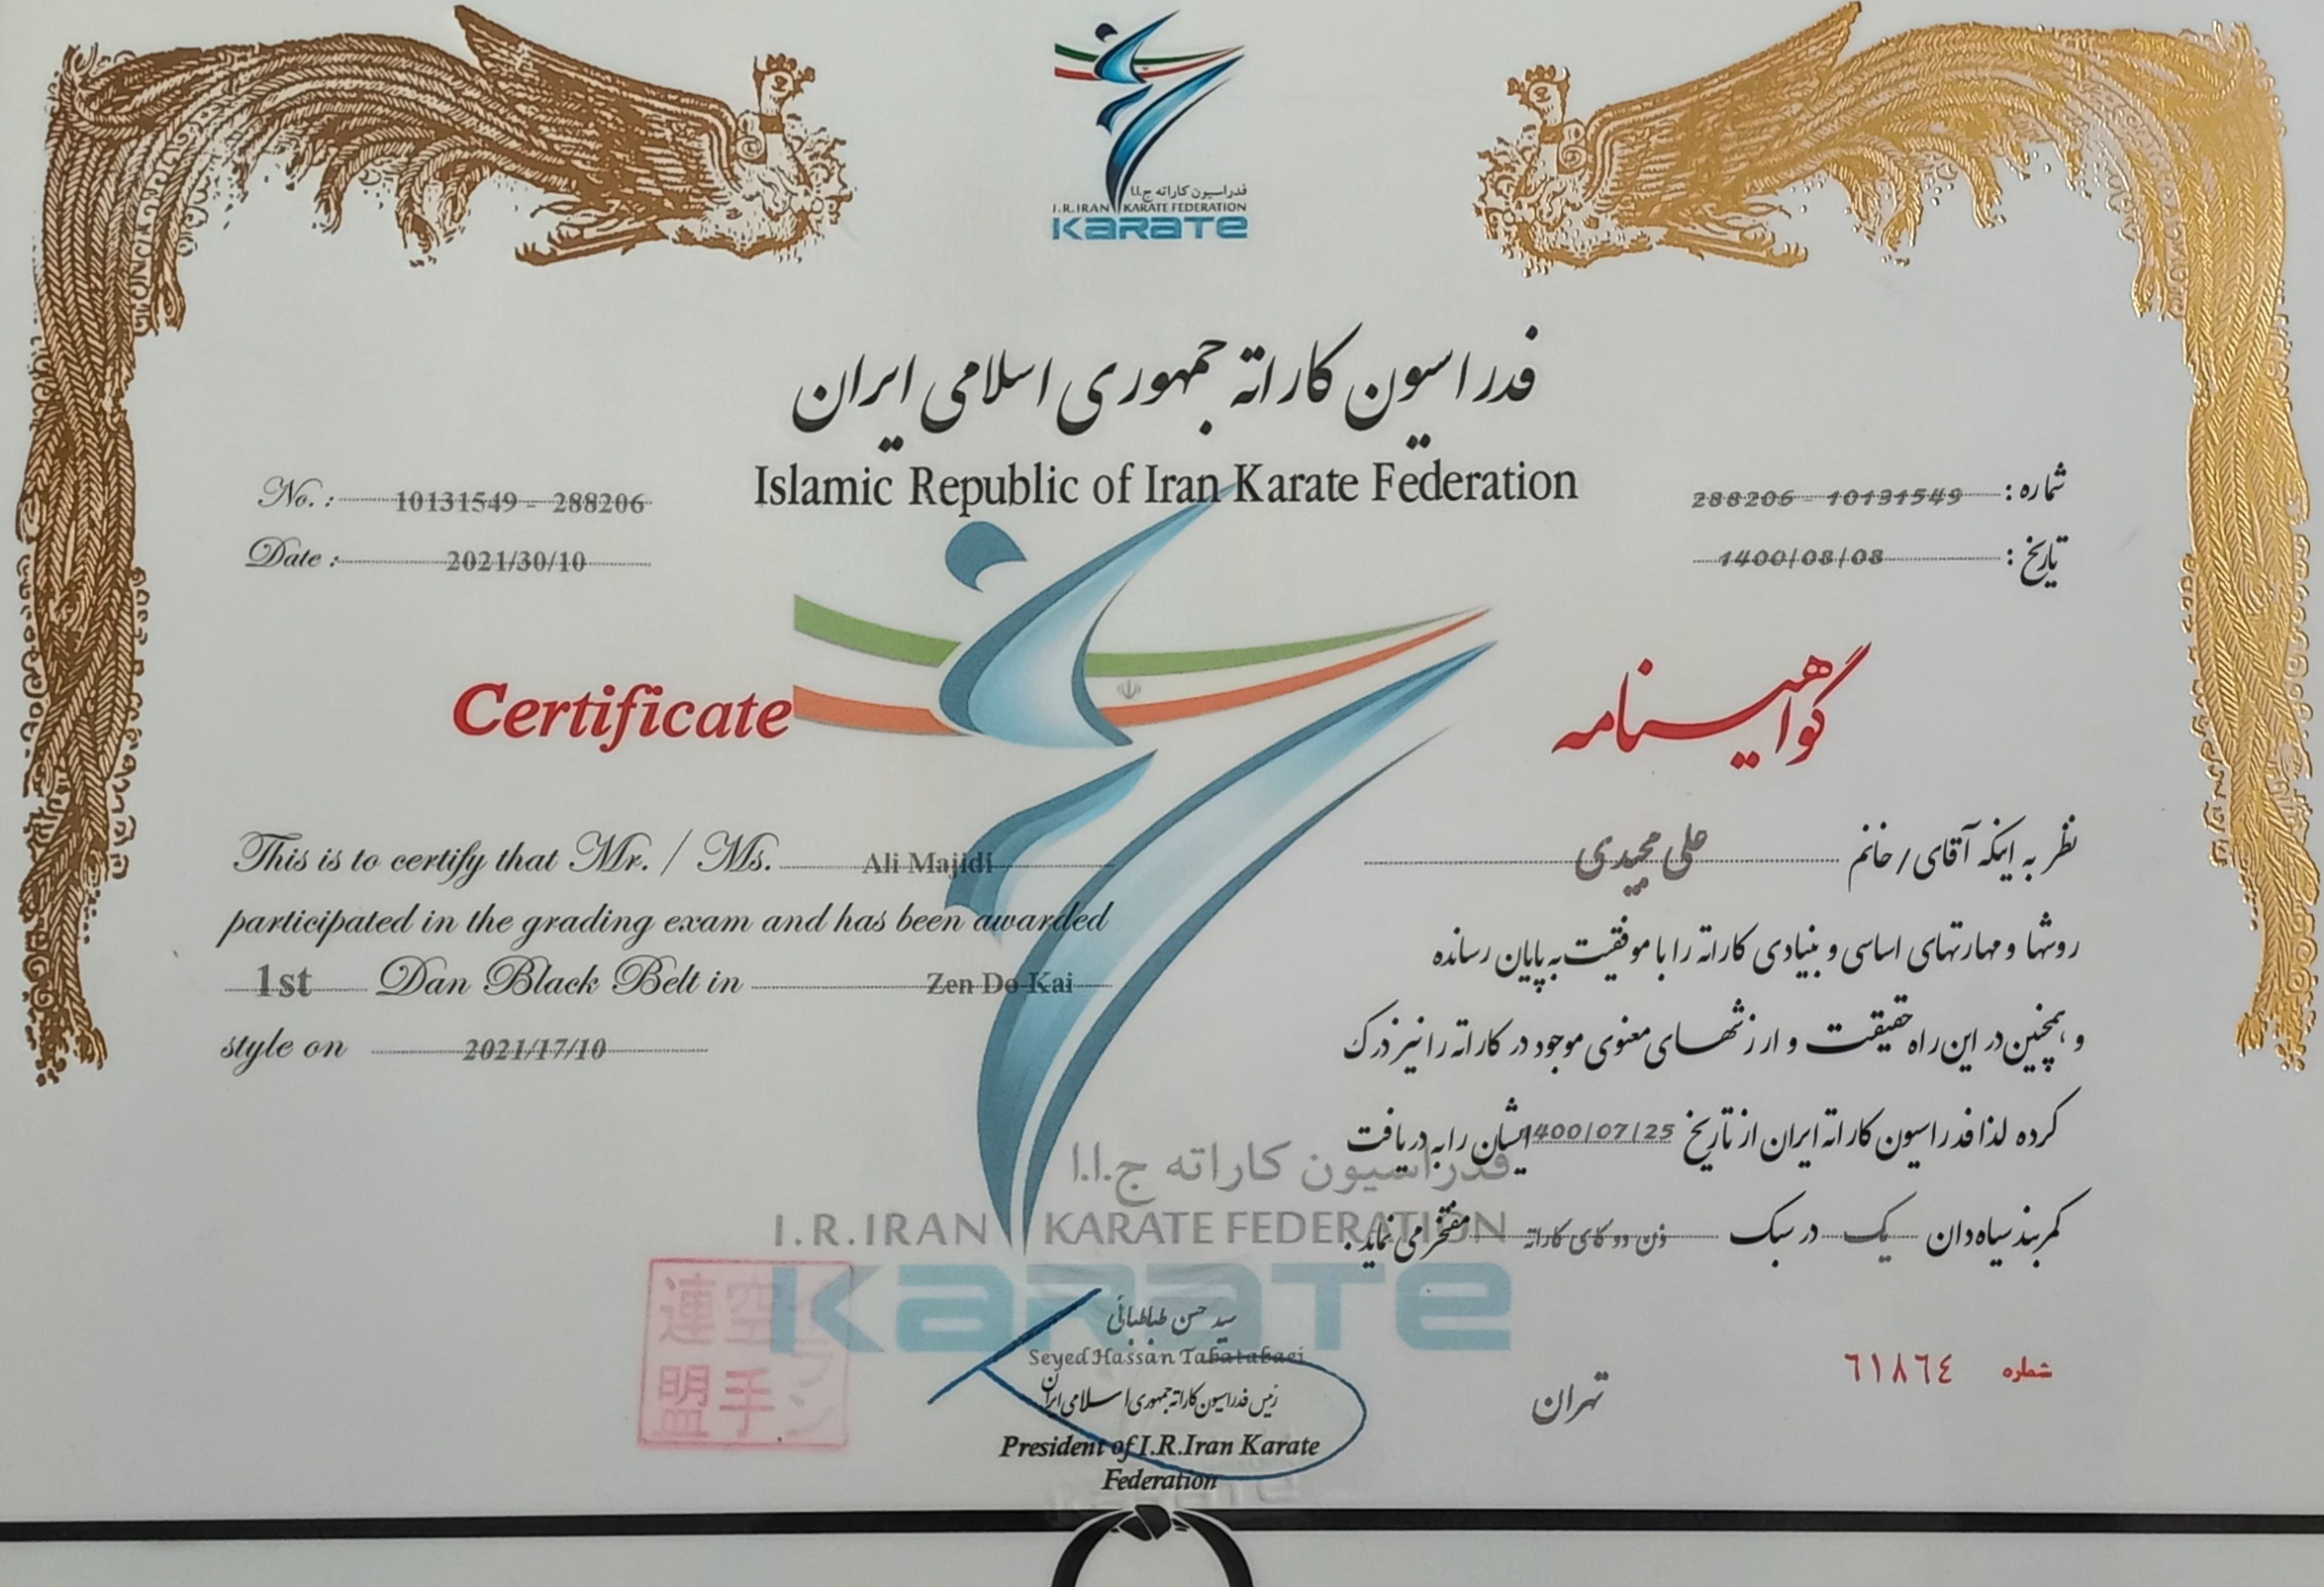 فدراسیون کاراته ج.ا.ا
I.R.IRAN KARATE FEDERATION
KARATE
فدراسیون کاراته جمهوری اسلامی ایران
Islamic Republic of Iran Karate Federation
No. : 10131549 - 288206
Date : 2021/30/10
شماره : 10131549 - 288206
تاریخ : 1400/08/08
Certificate
گواهینامه
This is to certify that Mr. / Ms. Ali Majidi
participated in the grading exam and has been awarded
1st Dan Black Belt in Zen Do Kai
style on 2021/17/10
نظر به اینکه آقای / خانم علی مجیدی
روشها و مهارتهای اساسی و بنیادی کاراته را با موفقیت به پایان رسانده
و همچنین در این راه حقیقت و ارزشهای معنوی موجود در کاراته را نیز درک
کرده لذا فدراسیون کاراته ایران از تاریخ 1400/07/25 ایشان را به دریافت
کمربند سیاه دان یک در سبک ذن دو کای کاراته مفتخر می نماید.
فدراسیون کاراته ج.ا.ا
I.R.IRAN KARATE FEDERATION
KARATE
イラン
空手
連盟
سید حسن طباطبائی
Seyed Hassan Tabatabaei
رئیس فدراسیون کاراته جمهوری اسلامی ایران
President of I.R.Iran Karate
Federation
تهران
شماره ٦١٨٦٤